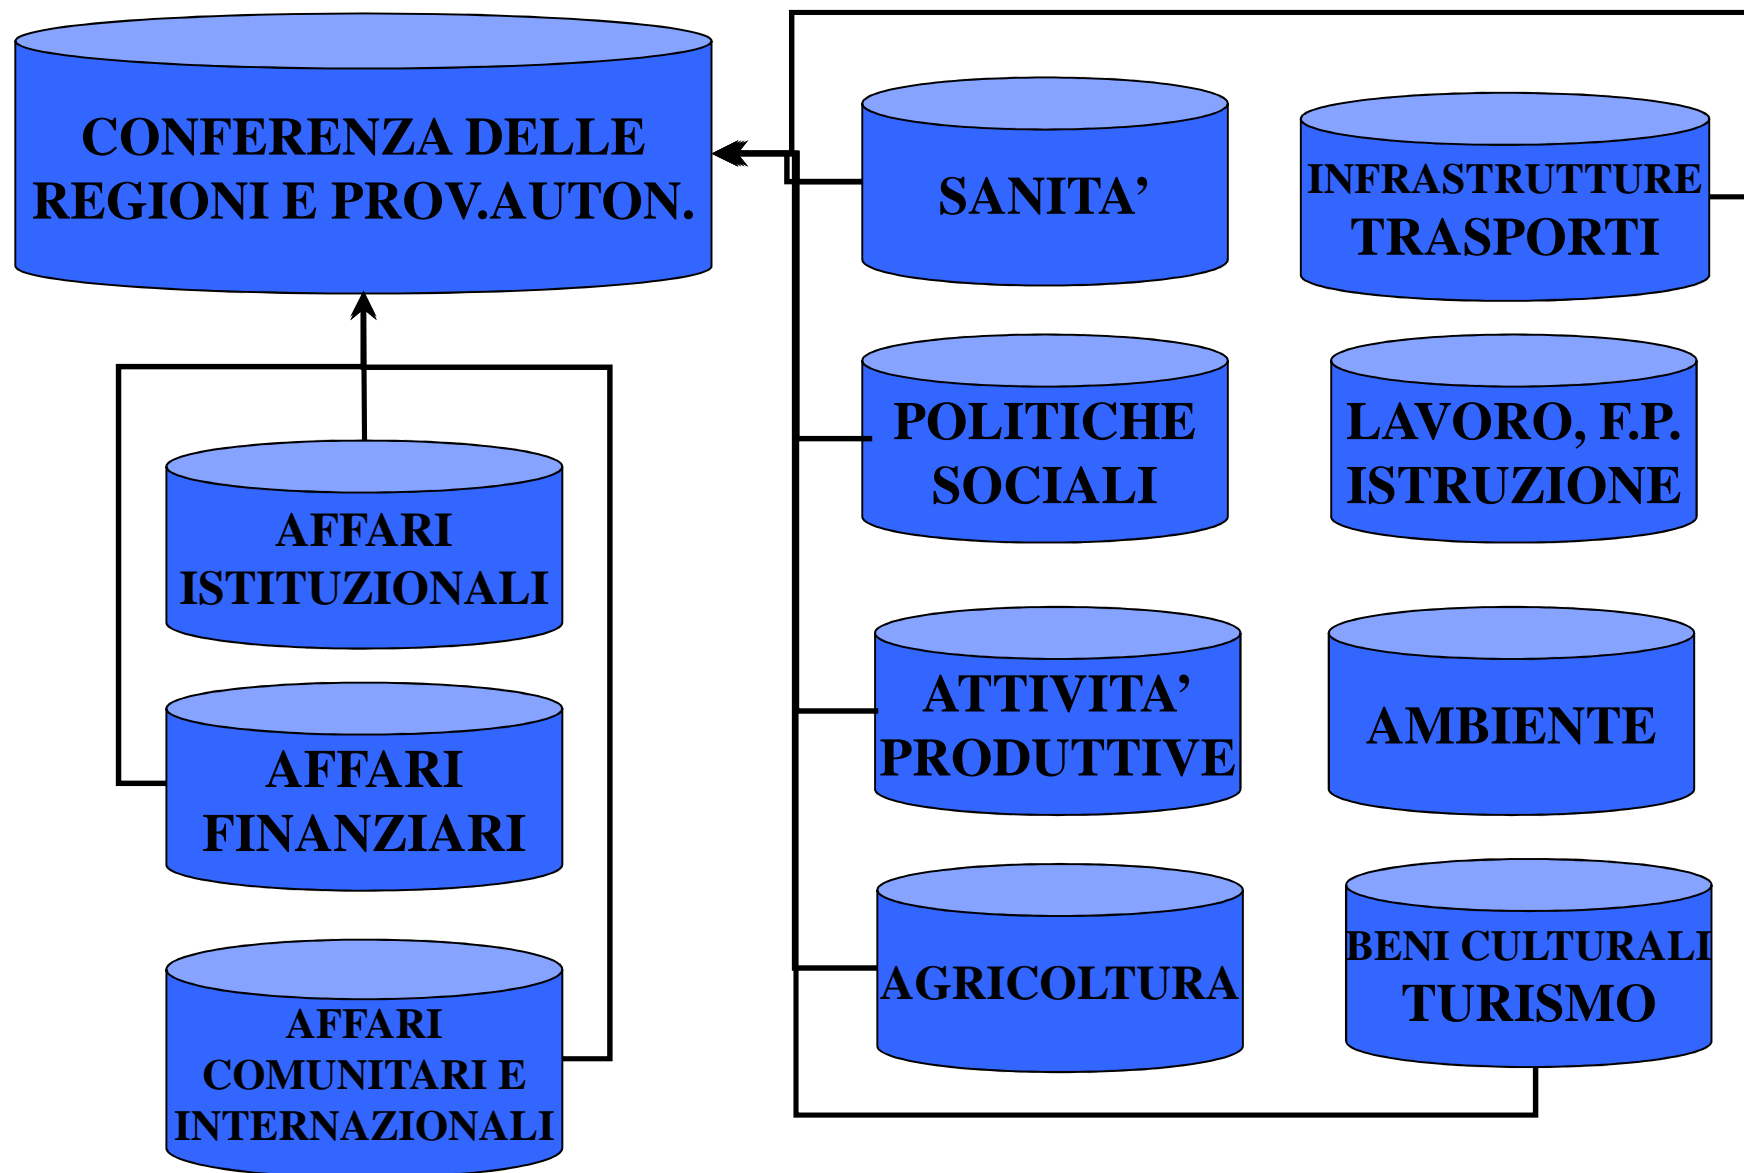 CONFERENZA DELLE
REGIONI E PROV.AUTON.
AFFARI
ISTITUZIONALI
AFFARI
FINANZIARI
AFFARI
COMUNITARI E
INTERNAZIONALI
SANITA’
POLITICHE
SOCIALI
ATTIVITA’
PRODUTTIVE
AGRICOLTURA
INFRASTRUTTURE
TRASPORTI
LAVORO, F.P.
ISTRUZIONE
AMBIENTE
BENI CULTURALI
TURISMO